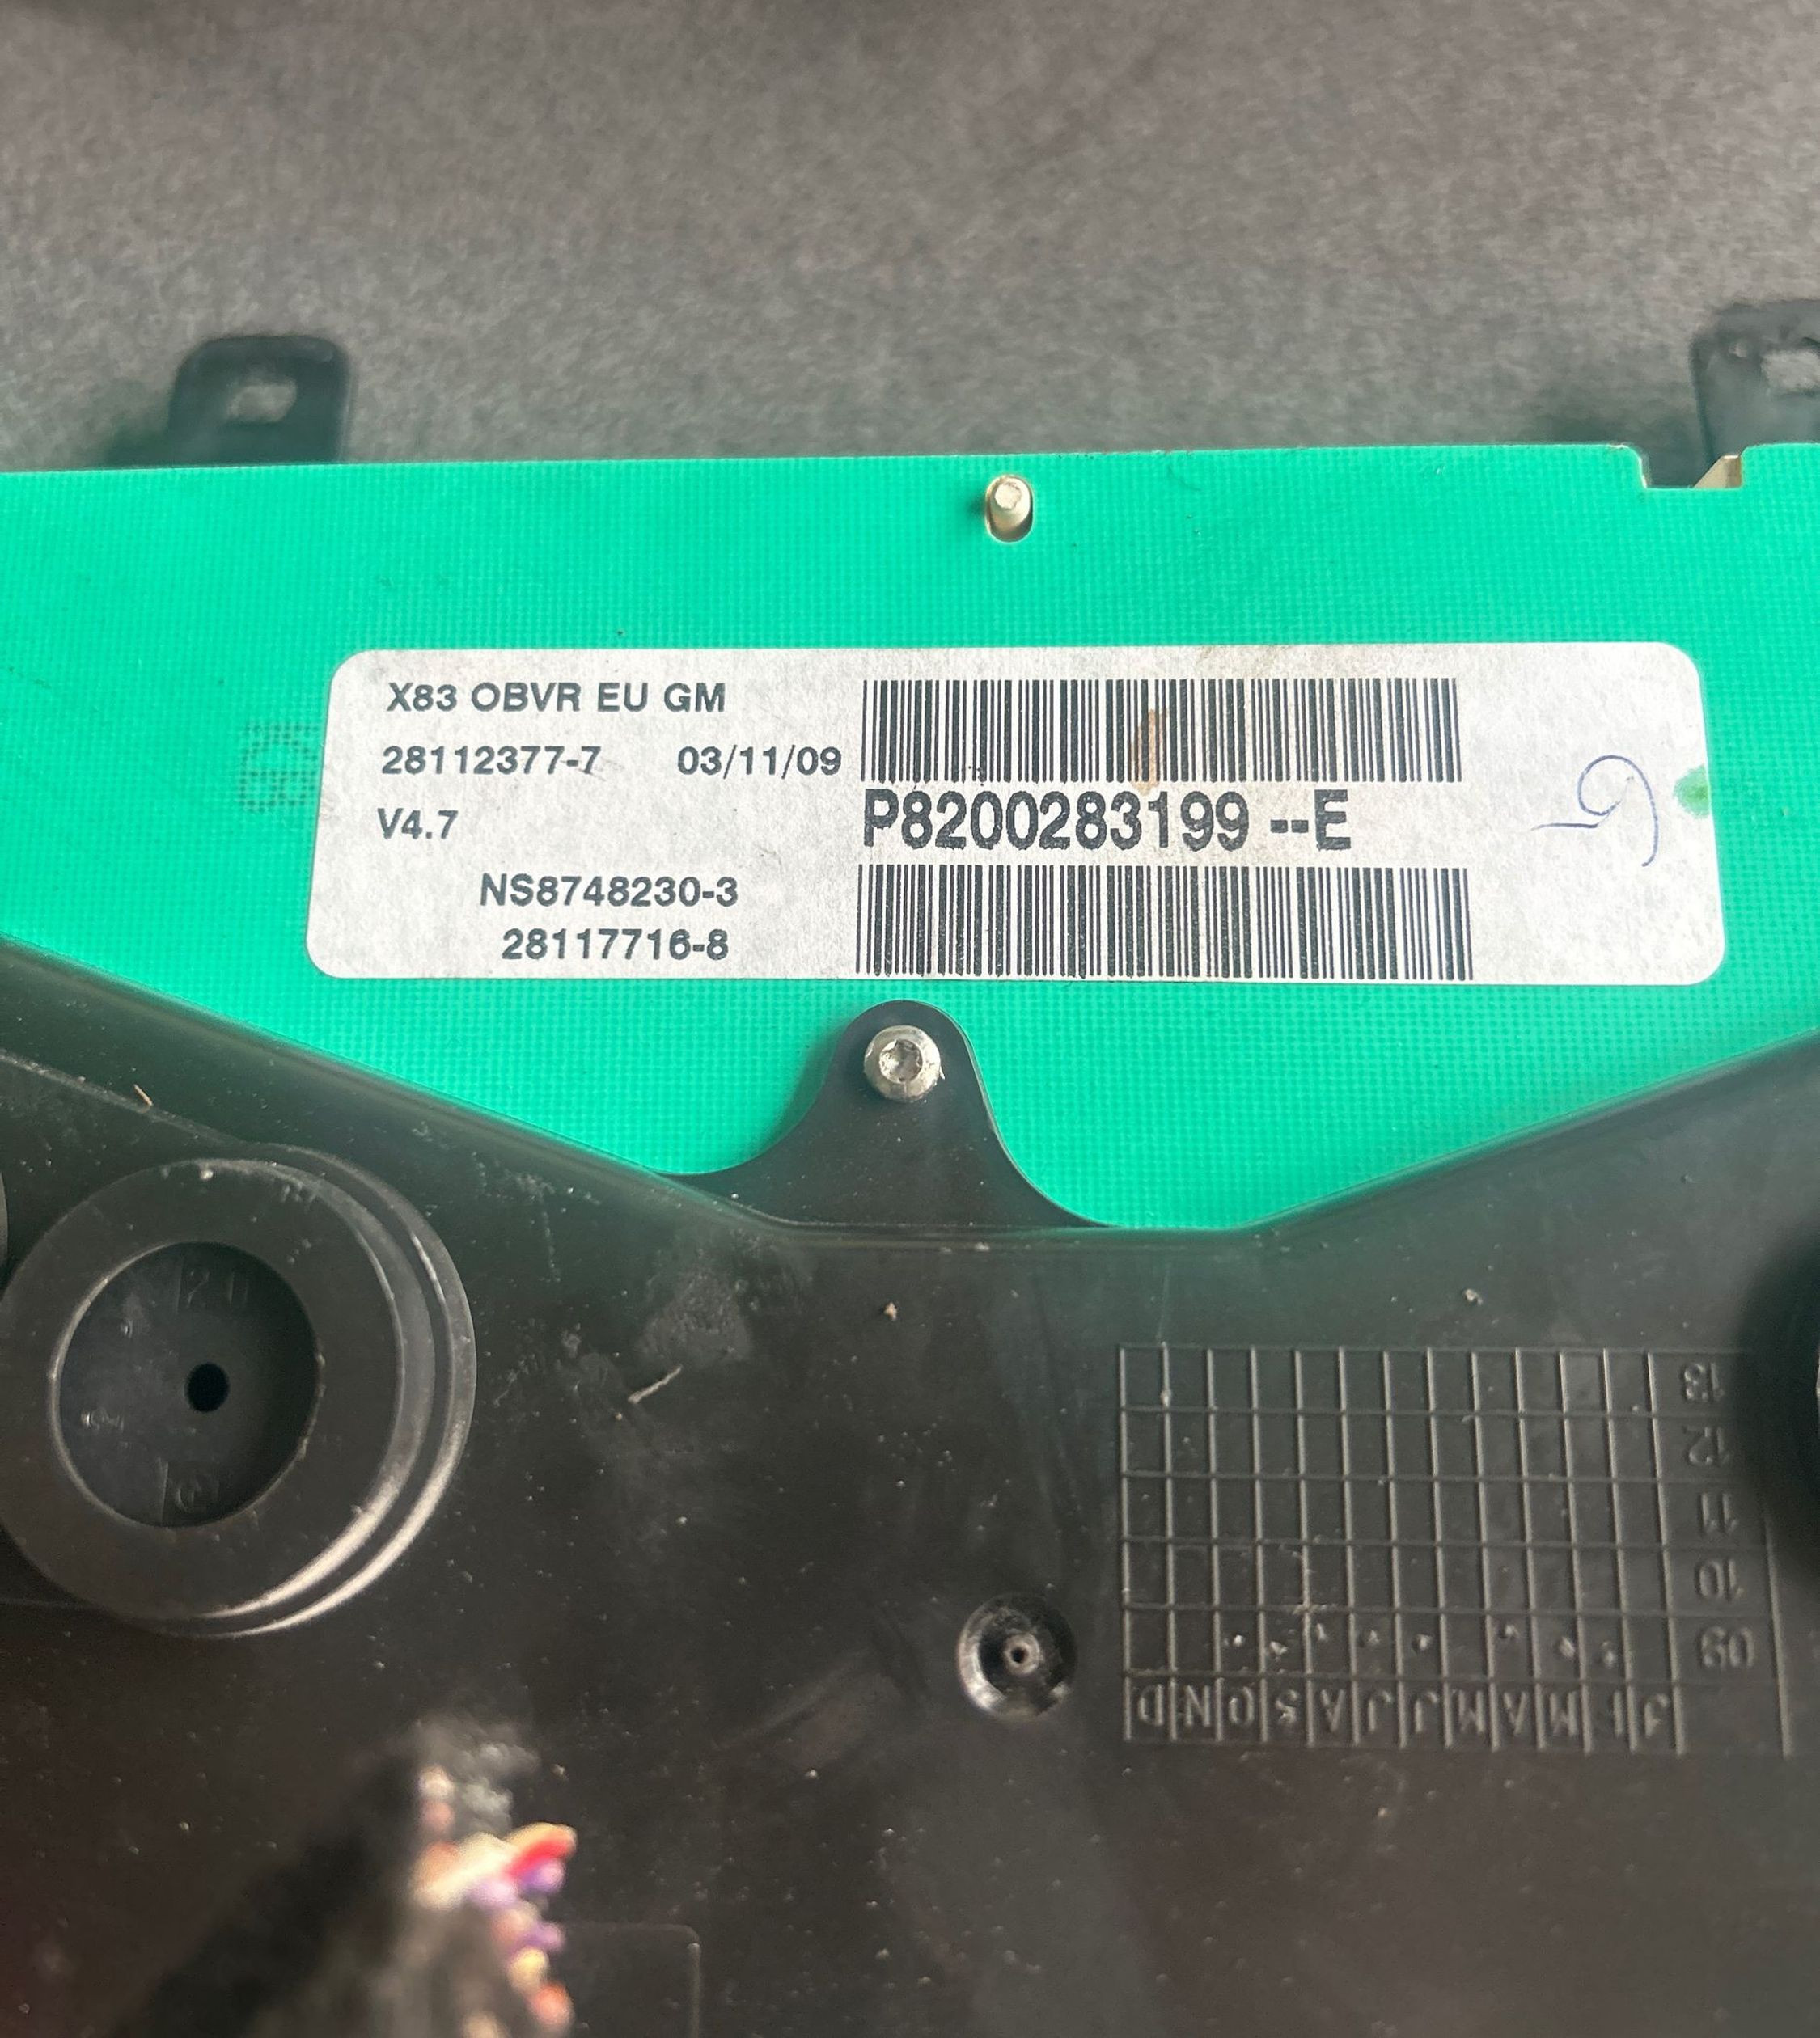 X83 OBVR EU GM
28112377-7 03/11/09
V4.7
P8200283199 --E
NS8748230-3
28117716-8
13
12
11
10
09
D N O S A J J M A M F J